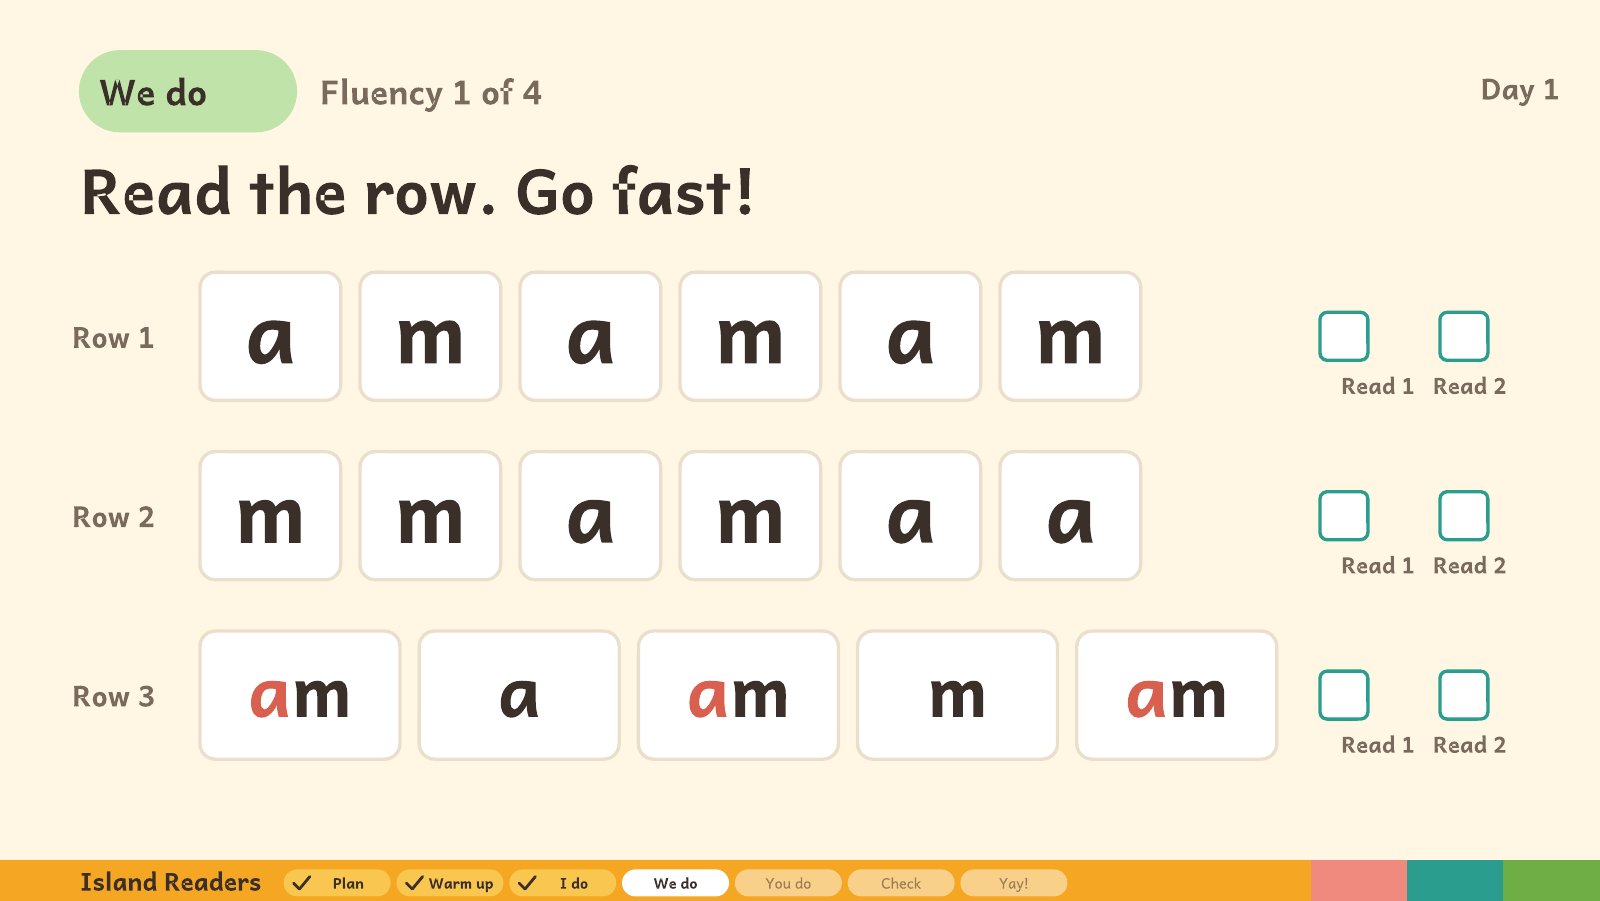 We do
Fluency 1 of 4
Day 1
Read the row. Go fast!
Row 1 a m a m a m
Read 1 Read 2
Row 2 m m a m a a
Read 1 Read 2
Row 3 am a am m am
Read 1 Read 2
Island Readers Plan Warm up I do We do You do Check Yay!